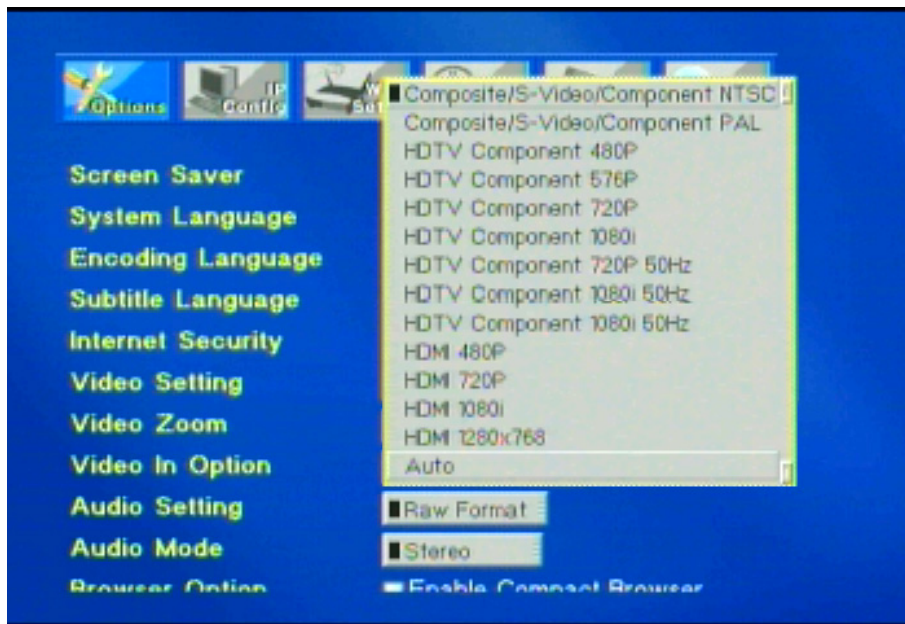 Options
IP
Config
Composite/S-Video/Component NTSC
Composite/S-Video/Component PAL
HDTV Component 480P
HDTV Component 576P
HDTV Component 720P
HDTV Component 1080i
HDTV Component 720P 50Hz
HDTV Component 1080i 50Hz
HDTV Component 1080i 50Hz
HDMI 480P
HDMI 720P
HDMI 1080i
HDMI 1280x768
Auto
Screen Saver
System Language
Encoding Language
Subtitle Language
Internet Security
Video Setting
Video Zoom
Video In Option
Audio Setting
Raw Format
Audio Mode
Stereo
Browser Option
Enable Compact Browser